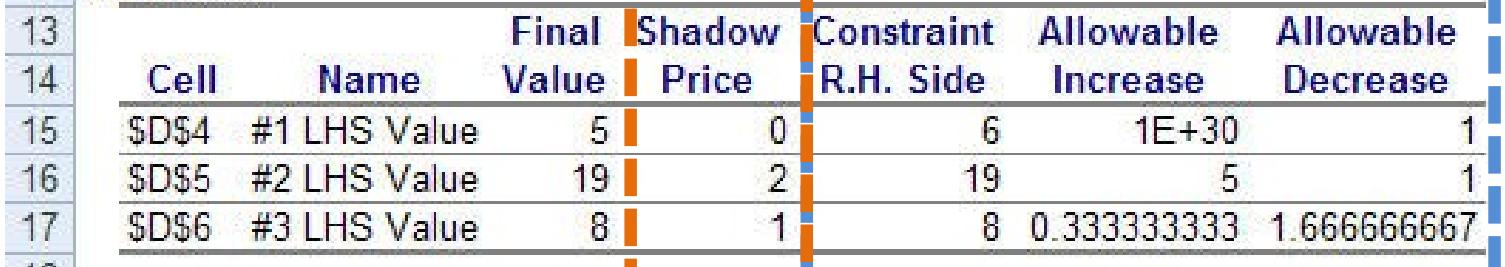 13 Final Shadow Constraint Allowable Allowable
14 Cell Name Value Price R.H. Side Increase Decrease
15 $D$4 #1 LHS Value 5 0 6 1E+30 1
16 $D$5 #2 LHS Value 19 2 19 5 1
17 $D$6 #3 LHS Value 8 1 8 0.333333333 1.666666667